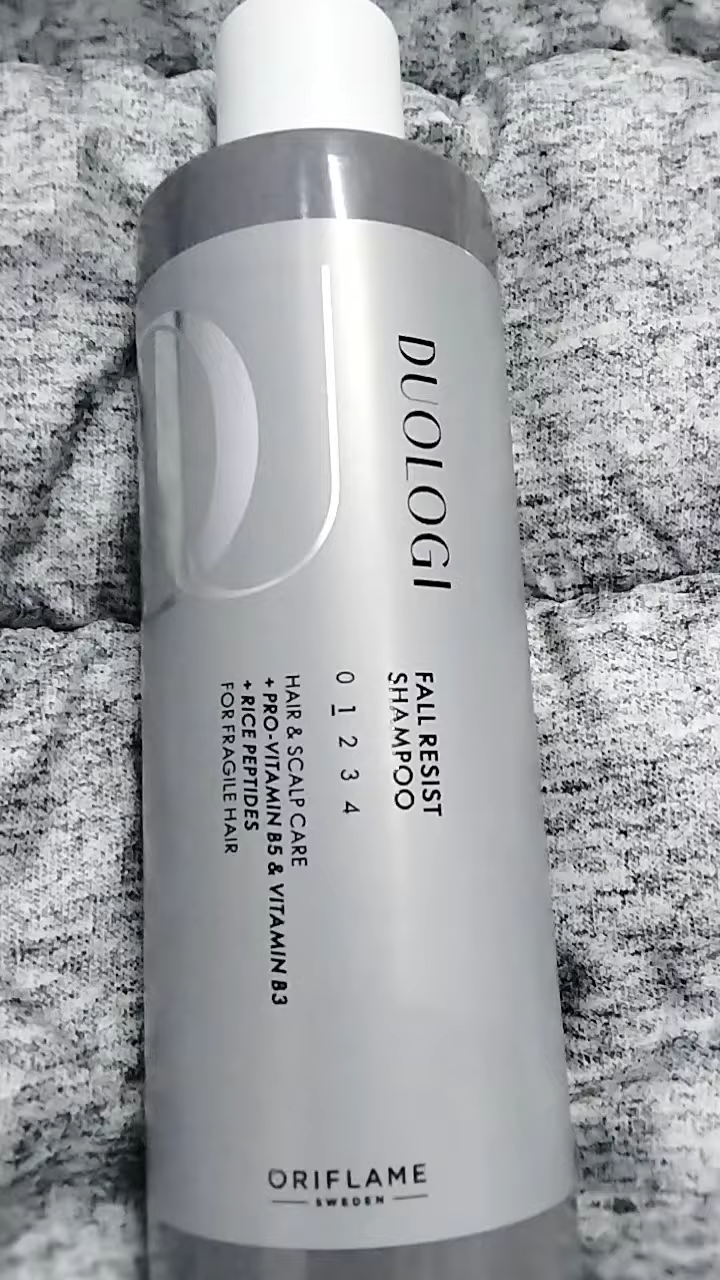 DUOLOGI
FALL RESIST
SHAMPOO
0 1 2 3 4
HAIR & SCALP CARE
+ PRO-VITAMIN B5 & VITAMIN B3
+ RICE PEPTIDES
FOR FRAGILE HAIR
ORIFLAME
SWEDEN